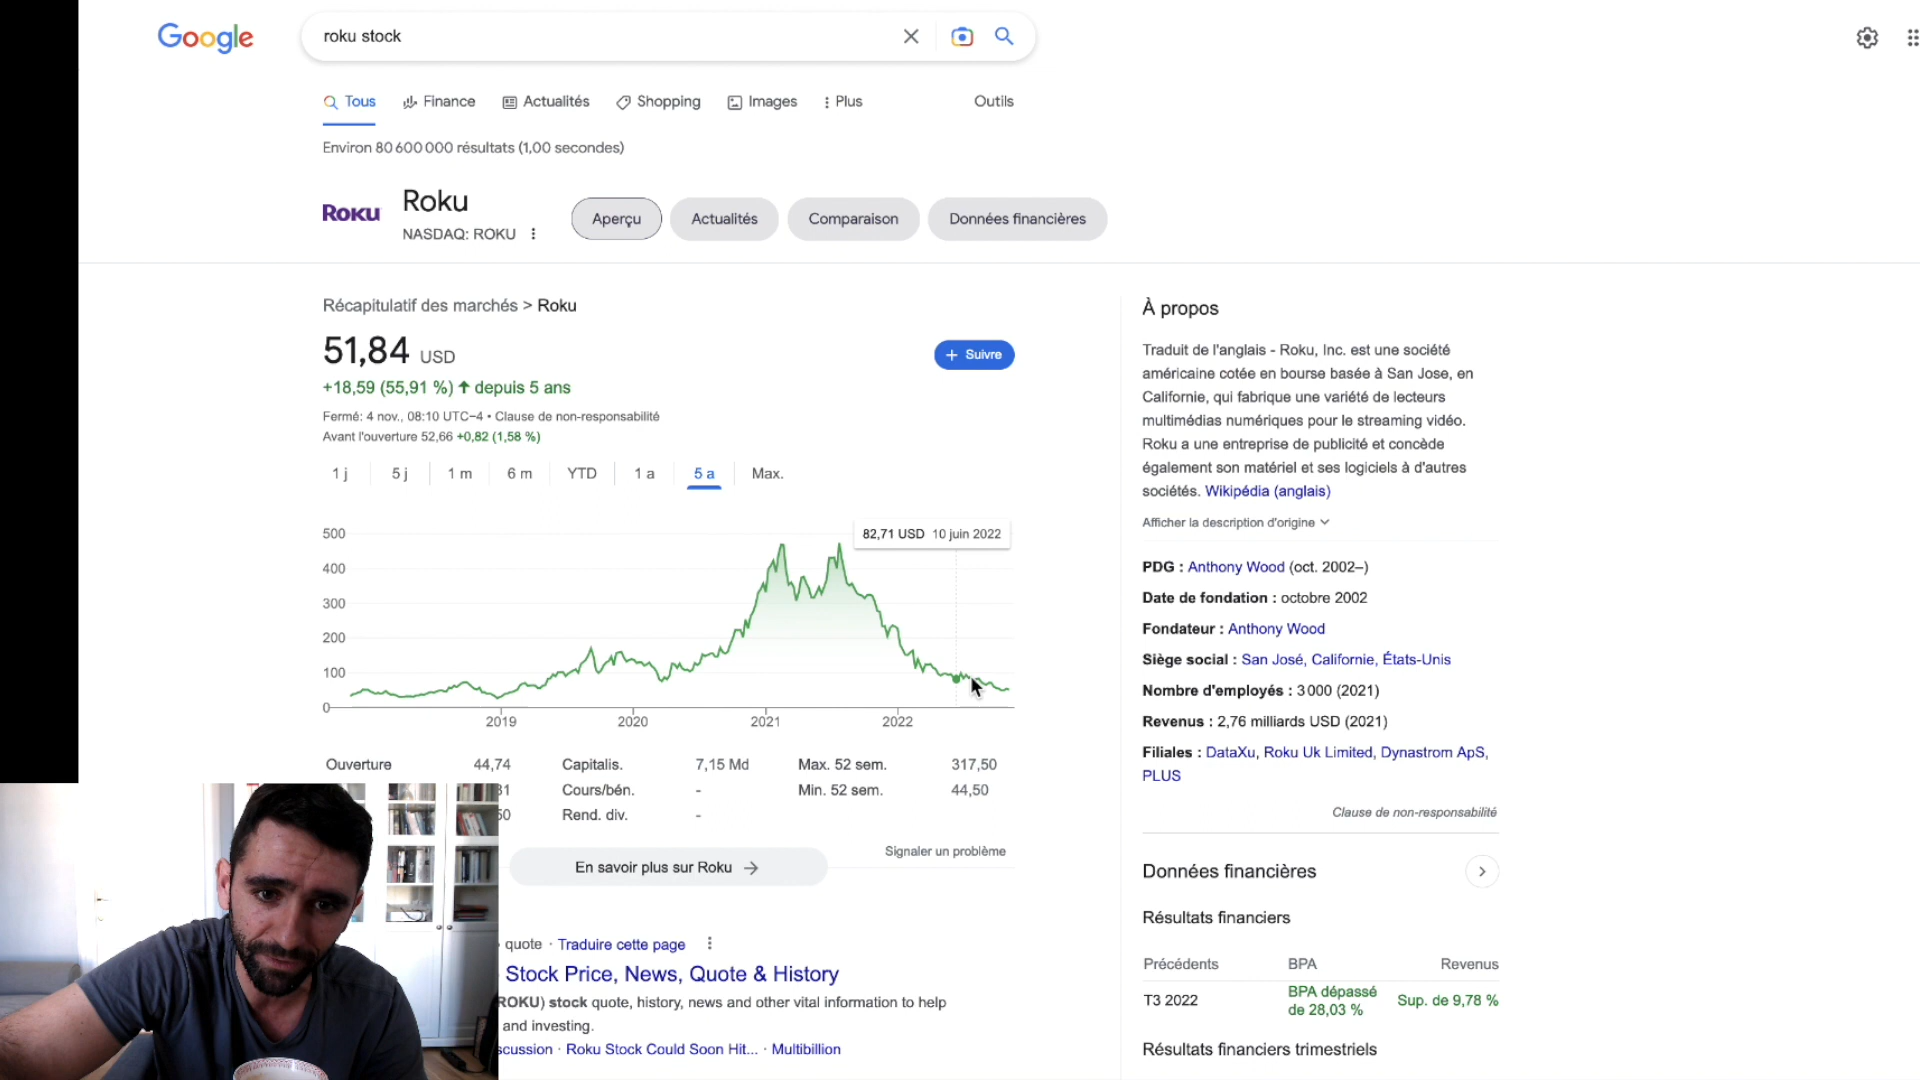 Google
roku stock
Tous
Finance
Actualités
Shopping
Images
Plus
Outils
Environ 80 600 000 résultats (1,00 secondes)
ROKU
Roku
NASDAQ: ROKU
Aperçu
Actualités
Comparaison
Données financières
Récapitulatif des marchés > Roku
51,84 USD
+ Suivre
+18,59 (55,91 %) ↑ depuis 5 ans
Fermé: 4 nov., 08:10 UTC−4 • Clause de non-responsabilité
Avant l'ouverture 52,66 +0,82 (1,58 %)
1 j
5 j
1 m
6 m
YTD
1 a
5 a
Max.
82,71 USD 10 juin 2022
500
400
300
200
100
0
2019
2020
2021
2022
Ouverture 44,74
Capitalis. 7,15 Md
Max. 52 sem. 317,50
31
Cours/bén. -
Min. 52 sem. 44,50
50
Rend. div. -
Signaler un problème
En savoir plus sur Roku →
quote · Traduire cette page
Stock Price, News, Quote & History
ROKU) stock quote, history, news and other vital information to help
and investing.
scussion · Roku Stock Could Soon Hit... · Multibillion
À propos
Traduit de l'anglais - Roku, Inc. est une société
américaine cotée en bourse basée à San Jose, en
Californie, qui fabrique une variété de lecteurs
multimédias numériques pour le streaming vidéo.
Roku a une entreprise de publicité et concède
également son matériel et ses logiciels à d'autres
sociétés. Wikipédia (anglais)
Afficher la description d'origine
PDG : Anthony Wood (oct. 2002–)
Date de fondation : octobre 2002
Fondateur : Anthony Wood
Siège social : San José, Californie, États-Unis
Nombre d'employés : 3 000 (2021)
Revenus : 2,76 milliards USD (2021)
Filiales : DataXu, Roku Uk Limited, Dynastrom ApS,
PLUS
Clause de non-responsabilité
Données financières
Résultats financiers
Précédents BPA Revenus
T3 2022 BPA dépassé Sup. de 9,78 %
de 28,03 %
Résultats financiers trimestriels